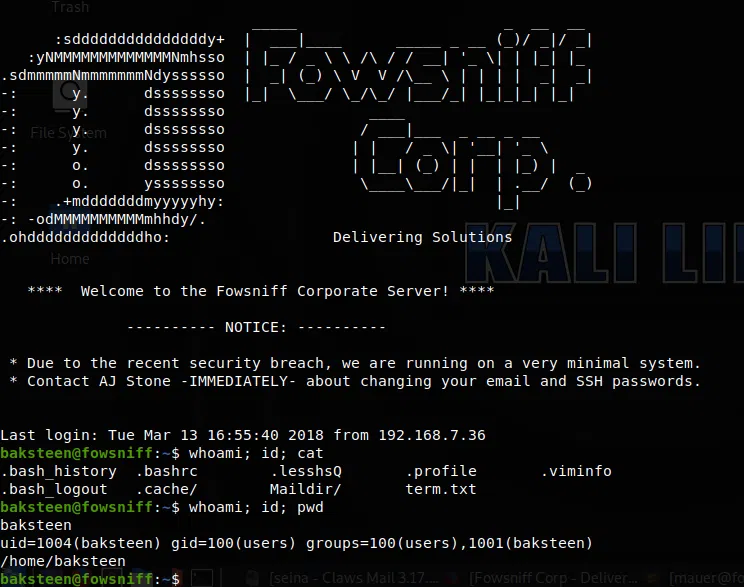 Trash
:sdddddddddddddddy+
:yNMMMMMMMMMMMMMNmhsso
.sdmmmmmNmmmmmmmNdyssssso
-: y. dssssssso
-: y. dssssssso
File System
-: y. dssssssso
-: y. dssssssso
-: o. dssssssso
-: o. yssssssso
-: .+mdddddddmyyyyyhy:
-: -odMMMMMMMMMMmhhdy/.
.ohdddddddddddddho: Delivering Solutions
Fowsniff
Corp.
KALI LI
Home
**** Welcome to the Fowsniff Corporate Server! ****
---------- NOTICE: ----------
* Due to the recent security breach, we are running on a very minimal system.
* Contact AJ Stone -IMMEDIATELY- about changing your email and SSH passwords.
Last login: Tue Mar 13 16:55:40 2018 from 192.168.7.36
baksteen@fowsniff:~$ whoami; id; cat
.bash_history .bashrc .lesshsQ .profile .viminfo
.bash_logout .cache/ Maildir/ term.txt
baksteen@fowsniff:~$ whoami; id; pwd
baksteen
uid=1004(baksteen) gid=100(users) groups=100(users),1001(baksteen)
/home/baksteen
baksteen@fowsniff:~$
[seina - Claws Mail 3.17.... [Fowsniff Corp - Deliver... [mauer@f